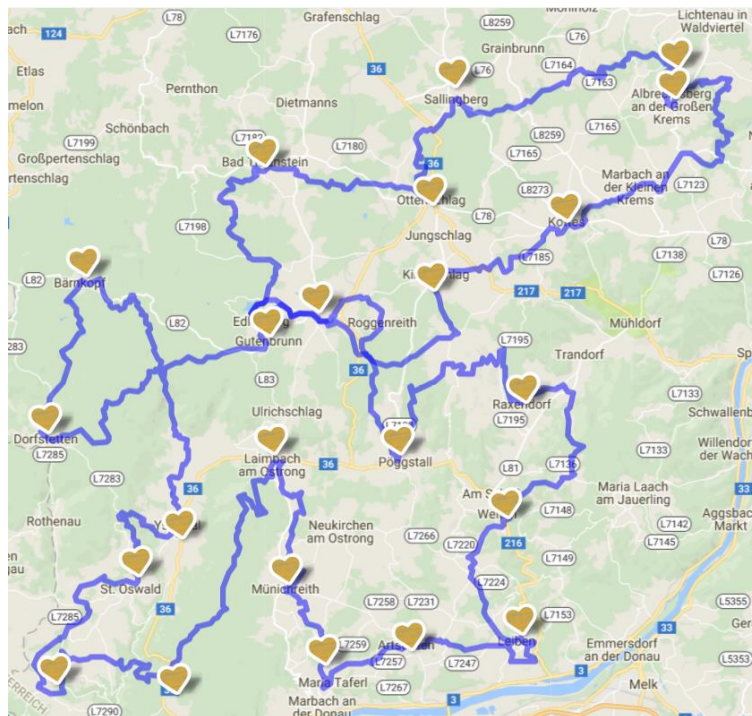 L78
Grafenschlag
L8259
Lichtenau in
Waldviertel
124
L7176
L76
36
Grainbrunn
L7164
Etlas
Pernthon
L76
L7163
Sallingberg
Dietmanns
an der Großen
Krems
Schönbach
L7180
L8259
L7165
L7199
Großpertenschlag
L7165
36
Marbach an
der Kleinen
Krems
L7123
L8273
L7198
L78
Jungschlag
L7185
L78
L7138
L82
Bärnkopf
L7126
217
217
L82
Roggenreith
Mühldorf
Gutenbrunn
L7195
36
Trandorf
L83
L7133
Raxendorf
Ulrichschlag
L7195
Dorfstetten
L7285
Laimbach
am Ostrong
36
Pöggstall
L81
L7136
L7133
L7283
36
Maria Laach
am Jauerling
33
Rothenau
Neukirchen
am Ostrong
L7148
Aggsbach
Markt
L7142
L7266
L7220
216
L7145
L7149
St. Oswald
Münichreith
L7224
L7285
36
L7258
L7231
L7153
L5355
33
L7259
Leiben
Emmersdorf
an der Donau
L7257
L7247
L5353
Maria Taferl
L7267
3
Marbach an
der Donau
3
Melk
L7290